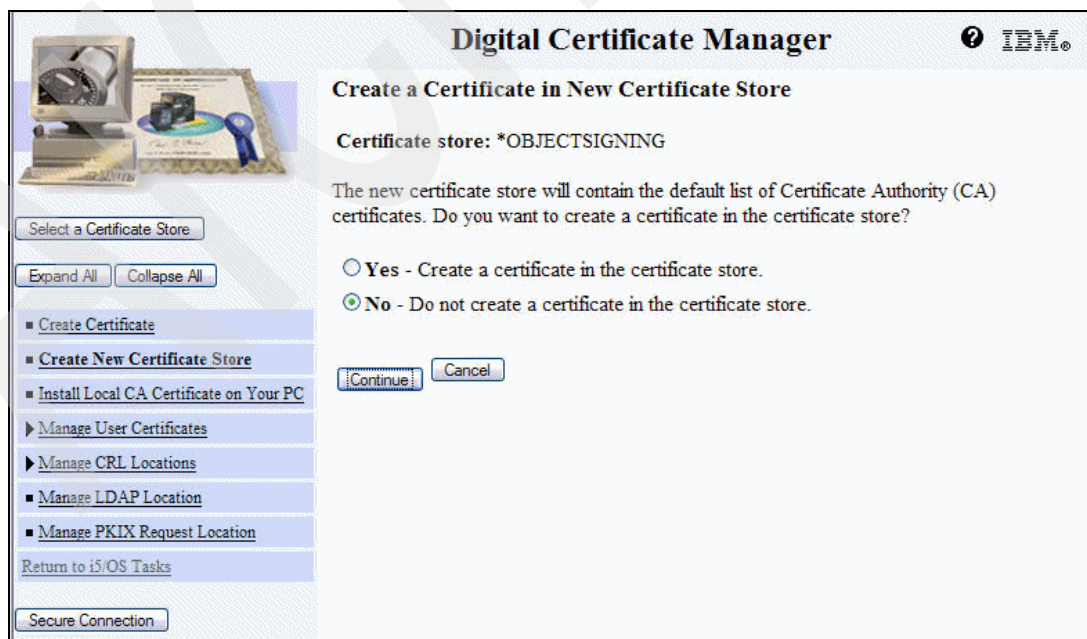 Digital Certificate Manager
IBM®
Create a Certificate in New Certificate Store
Certificate store: *OBJECTSIGNING
The new certificate store will contain the default list of Certificate Authority (CA)
certificates. Do you want to create a certificate in the certificate store?
Yes - Create a certificate in the certificate store.
No - Do not create a certificate in the certificate store.
Continue
Cancel
Select a Certificate Store
Expand All
Collapse All
Create Certificate
Create New Certificate Store
Install Local CA Certificate on Your PC
Manage User Certificates
Manage CRL Locations
Manage LDAP Location
Manage PKIX Request Location
Return to i5/OS Tasks
Secure Connection